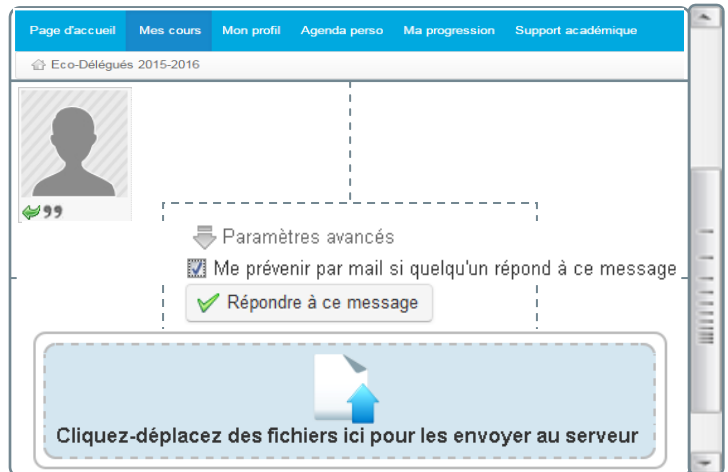 Page d'accueil Mes cours Mon profil Agenda perso Ma progression Support académique
Eco-Délégués 2015-2016
Paramètres avancés
Me prévenir par mail si quelqu'un répond à ce message
Répondre à ce message
Cliquez-déplacez des fichiers ici pour les envoyer au serveur